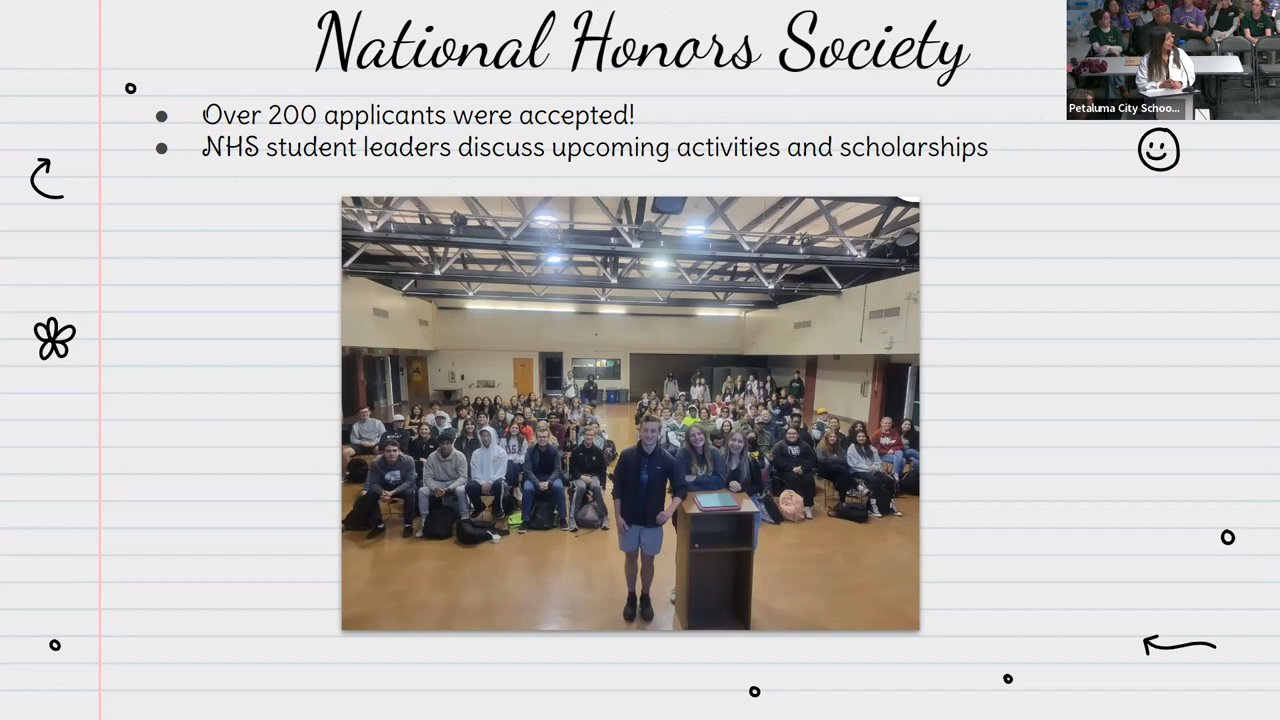 National Honors Society
Over 200 applicants were accepted!
NHS student leaders discuss upcoming activities and scholarships
Petaluma City Schoo...